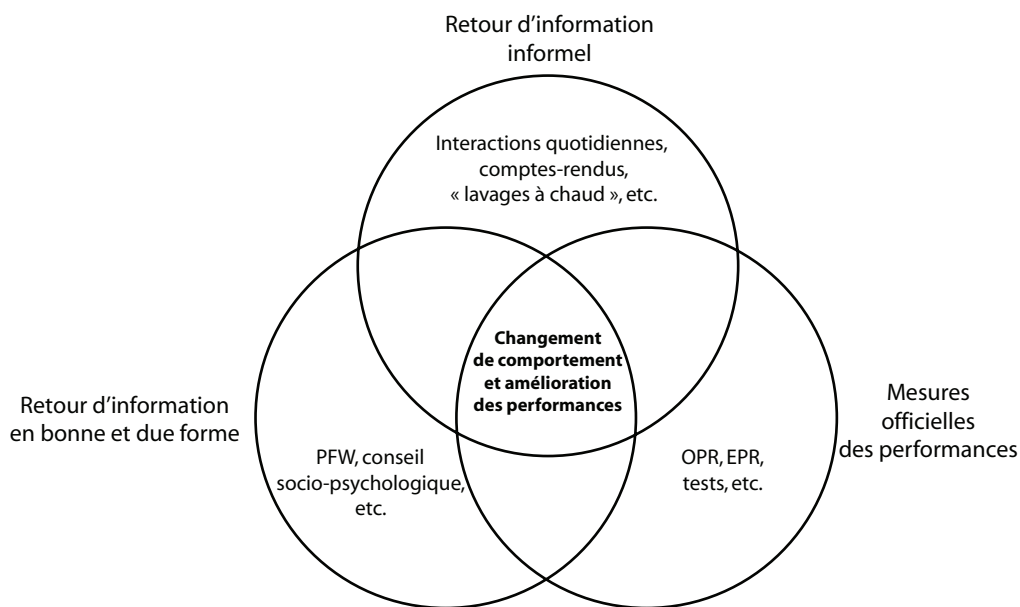 Retour d’information
informel
Interactions quotidiennes,
comptes-rendus,
« lavages à chaud », etc.
Changement
de comportement
et amélioration
des performances
Retour d’information
en bonne et due forme
Mesures
officielles
des performances
PFW, conseil
socio-psychologique,
etc.
OPR, EPR,
tests, etc.